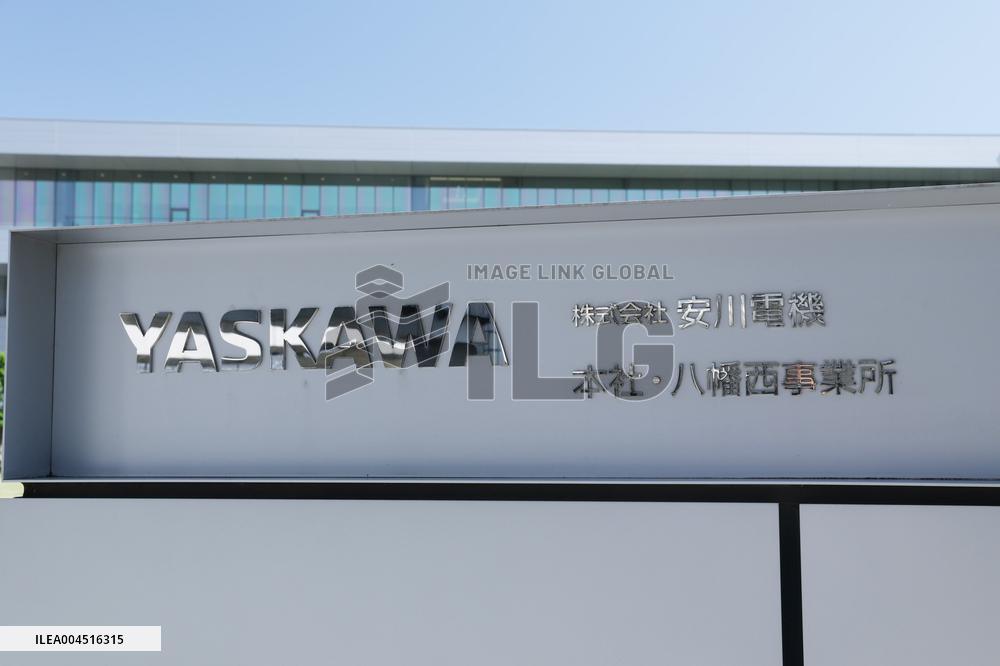 IMAGE LINK GLOBAL
ILG
YASKAWA
株式会社 安川電機
本社・八幡西事業所
ILEA004516315